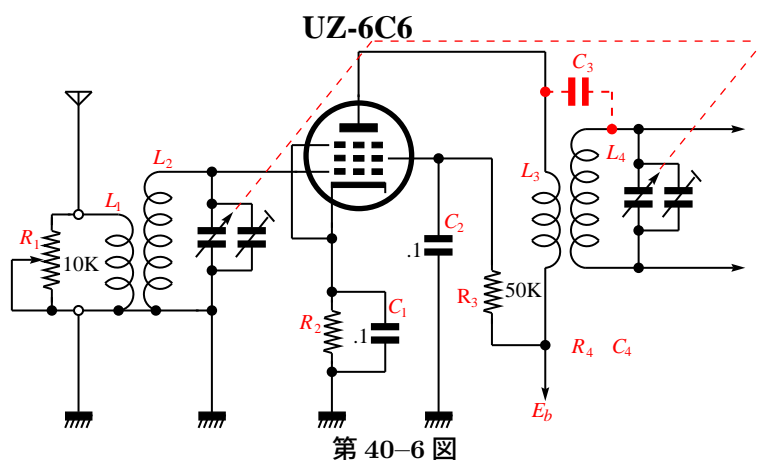 UZ-6C6
C3
L2
L4
L1
L3
R1
10K
C2
.1
R3
50K
R2
C1
.1
R4 C4
Eb
第 40–6 図